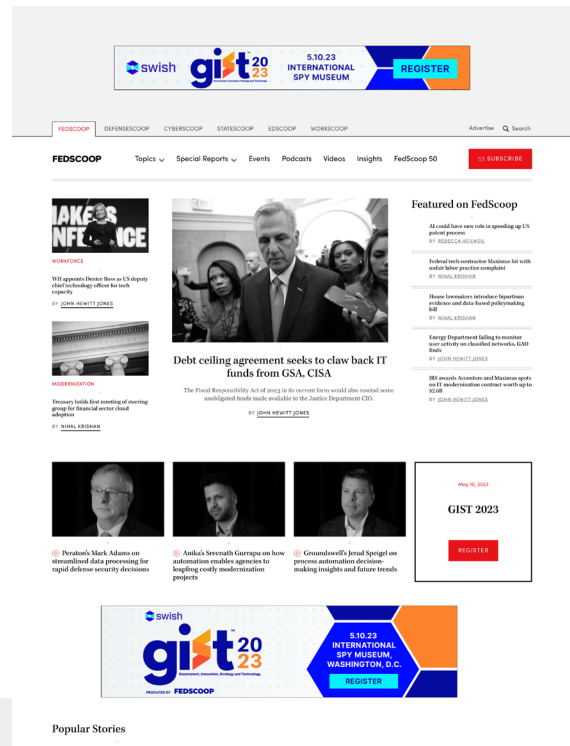 swish
gist 2023
Government, Innovation, Strategy and Technology
5.10.23
INTERNATIONAL
SPY MUSEUM
REGISTER
FEDSCOOP DEFENSESCOOP CYBERSCOOP STATESCOOP EDSCOOP WORKSCOOP Advertise Search
FEDSCOOP Topics Special Reports Events Podcasts Videos Insights FedScoop 50 SUBSCRIBE
WORKFORCE
WH appoints Denice Ross as US deputy
chief technology officer for tech
capacity
BY JOHN HEWITT JONES
MODERNIZATION
Treasury holds first meeting of steering
group for financial sector cloud
adoption
BY NIHAL KRISHAN
Debt ceiling agreement seeks to claw back IT
funds from GSA, CISA
The Fiscal Responsibility Act of 2023 in its current form would also rescind some
unobligated funds made available to the Justice Department CIO.
BY JOHN HEWITT JONES
Featured on FedScoop
AI could have new role in speeding up US
patent process
BY REBECCA HEILWEIL
Federal tech contractor Maximus hit with
unfair labor practice complaint
BY NIHAL KRISHAN
House lawmakers introduce bipartisan
evidence and data-based policymaking
bill
BY NIHAL KRISHAN
Energy Department failing to monitor
user activity on classified networks, GAO
finds
BY JOHN HEWITT JONES
IRS awards Accenture and Maximus spots
on IT modernization contract worth up to
$2.6B
BY JOHN HEWITT JONES
Peraton's Mark Adams on
streamlined data processing for
rapid defense security decisions
Anika's Sreenath Gurrapu on how
automation enables agencies to
leapfrog costly modernization
projects
Groundswell's Jerad Speigel on
process automation decision-
making insights and future trends
May 10, 2023
GIST 2023
REGISTER
swish
gist 2023
Government, Innovation, Strategy and Technology
PRODUCED BY FEDSCOOP
5.10.23
INTERNATIONAL
SPY MUSEUM,
WASHINGTON, D.C.
REGISTER
Popular Stories